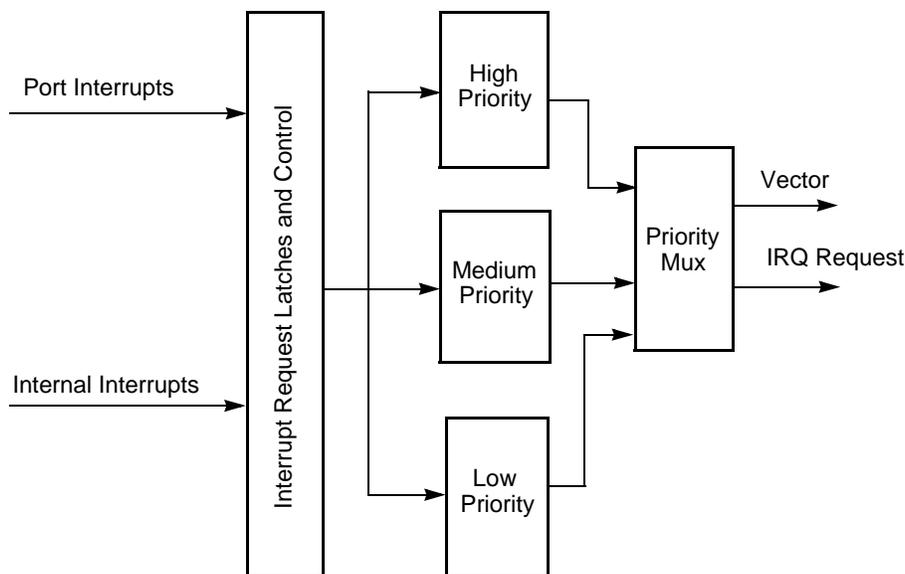 Port Interrupts
Internal Interrupts
Interrupt Request Latches and Control
High
Priority
Medium
Priority
Low
Priority
Priority
Mux
Vector
IRQ Request